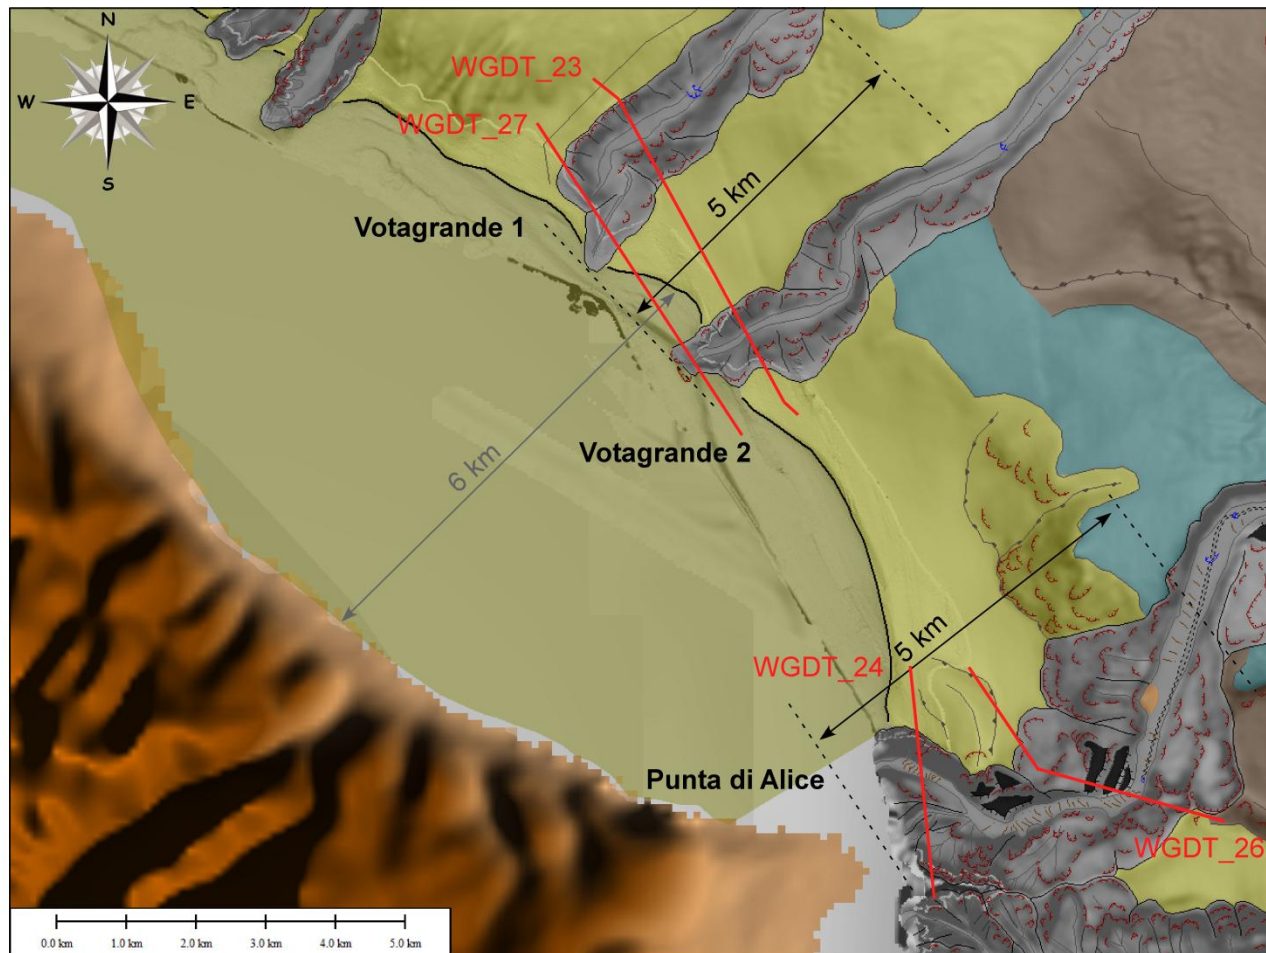 N
W
E
S
WGDT_23
WGDT_27
5 km
Votagrande 1
6 km
Votagrande 2
5 km
WGDT_24
Punta di Alice
WGDT_26
0.0 km 1.0 km 2.0 km 3.0 km 4.0 km 5.0 km